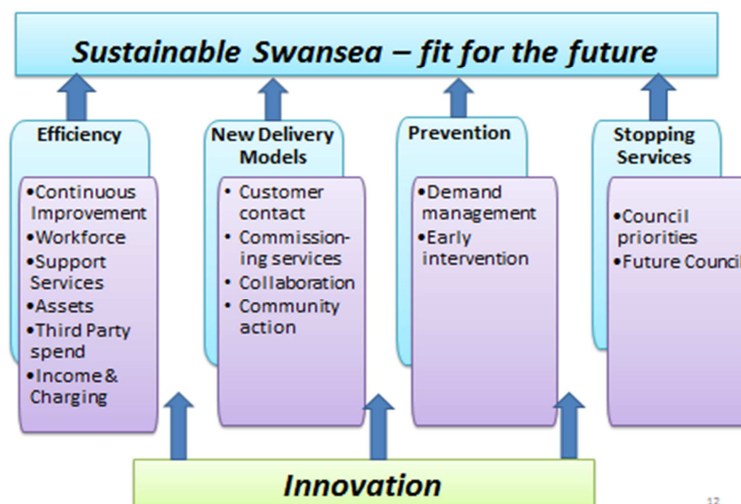 Sustainable Swansea – fit for the future
Efficiency
•Continuous
Improvement
•Workforce
•Support
Services
•Assets
•Third Party
spend
•Income &
Charging
New Delivery
Models
• Customer
contact
• Commission-
ing services
• Collaboration
• Community
action
Prevention
•Demand
management
•Early
intervention
Stopping
Services
•Council
priorities
•Future Council
Innovation
12